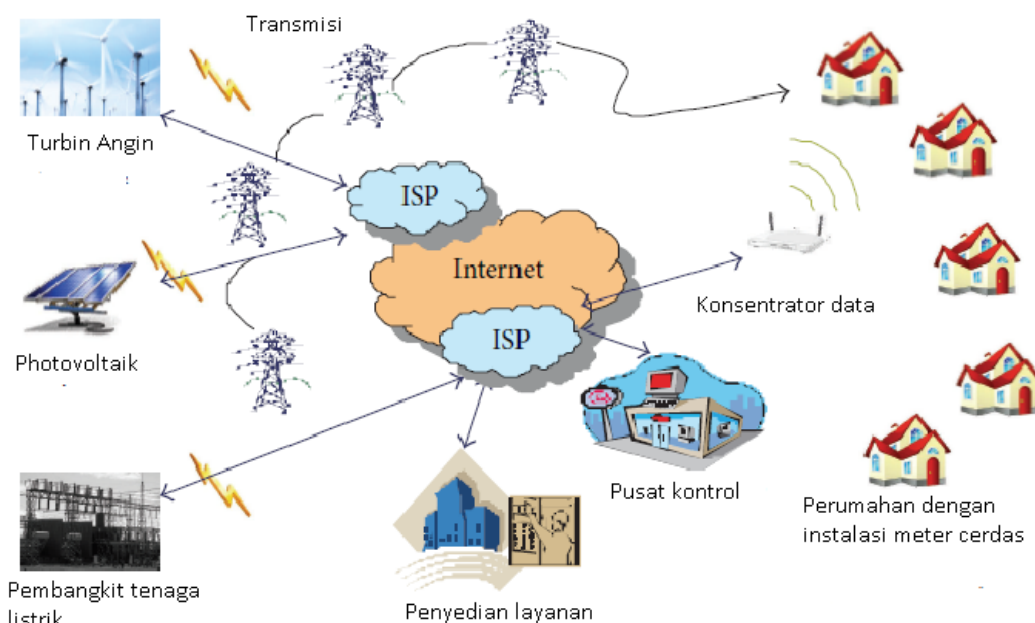 Transmisi
Turbin Angin
ISP
Internet
Konsentrator data
ISP
Photovoltaik
Pusat kontrol
Perumahan dengan
instalasi meter cerdas
Pembangkit tenaga
listrik
Penyedian layanan